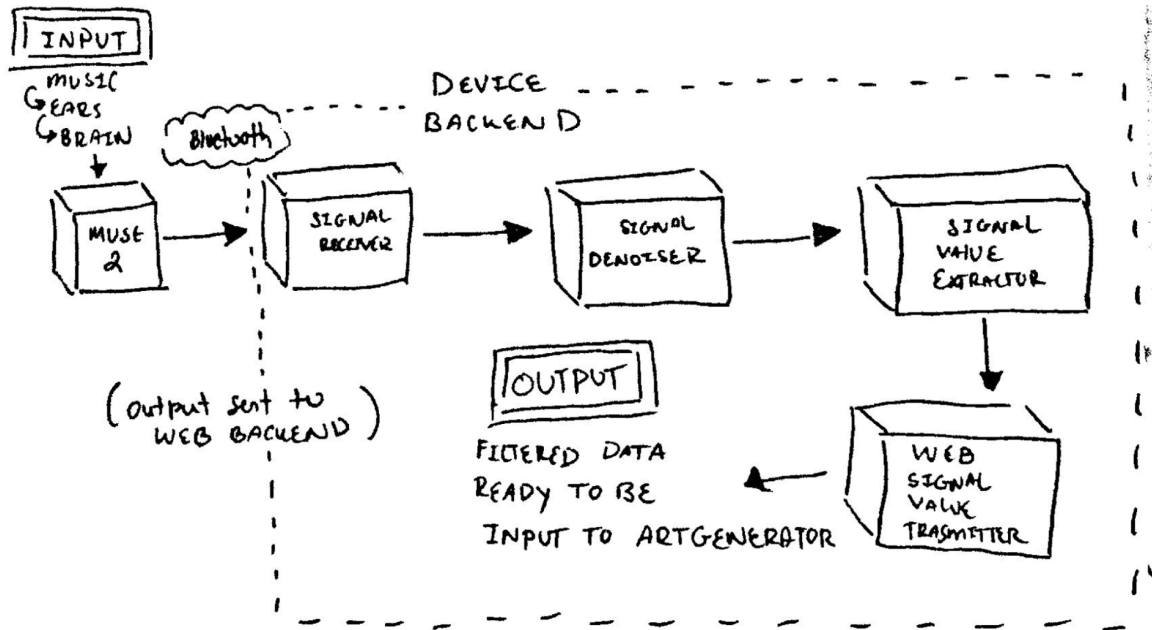 INPUT
MUSIC
EARS
BRAIN
Bluetooth
DEVICE
BACKEND
MUSE
2
SIGNAL
RECEIVER
SIGNAL
DENOISER
SIGNAL
VALUE
EXTRACTOR
OUTPUT
(Output sent to
WEB BACKEND)
FILTERED DATA
READY TO BE
INPUT TO ARTGENERATOR
WEB
SIGNAL
VALUE
TRASMITTER